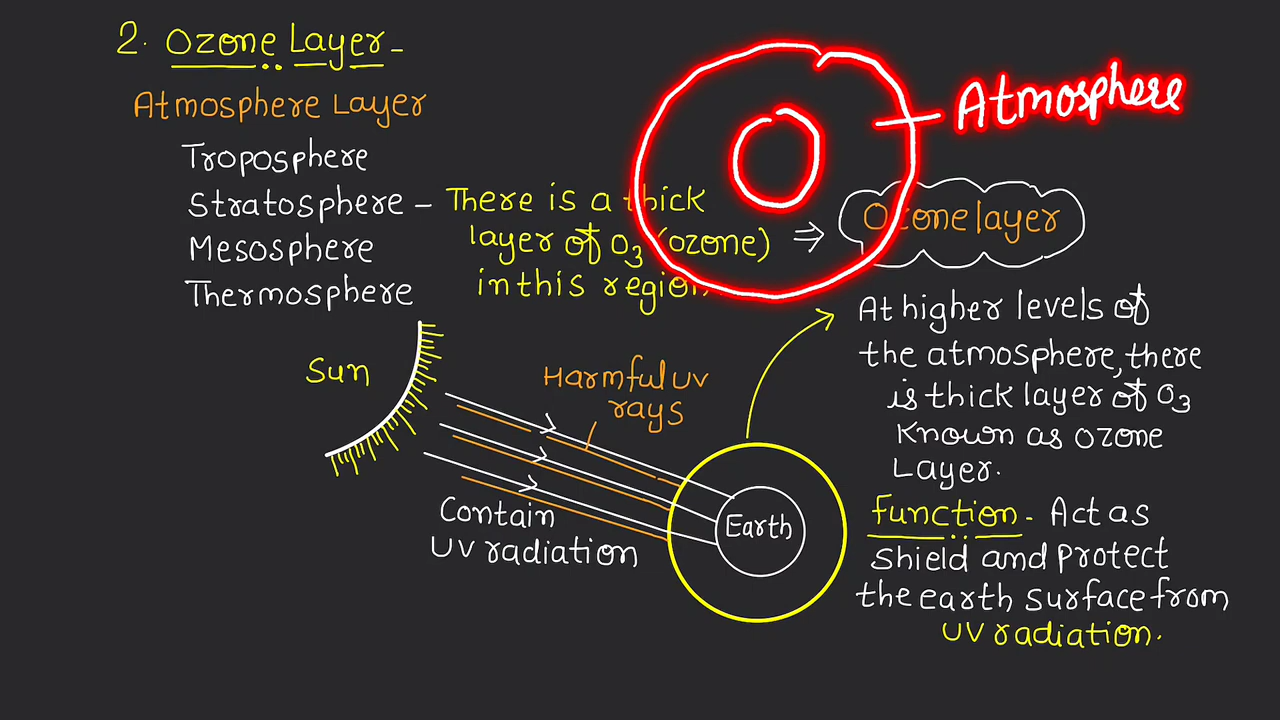 2. Ozone Layer -
Atmosphere Layer
Troposphere
Stratosphere - There is a thick
layer of O3 (ozone) ⇒ Ozone layer
in this region.
Mesosphere
Thermosphere
Atmosphere
Sun
Harmful UV
rays
Contain
UV radiation
Earth
At higher levels of
the atmosphere, there
is thick layer of O3
Known as ozone
Layer.
Function - Act as
shield and protect
the earth surface from
UV radiation.